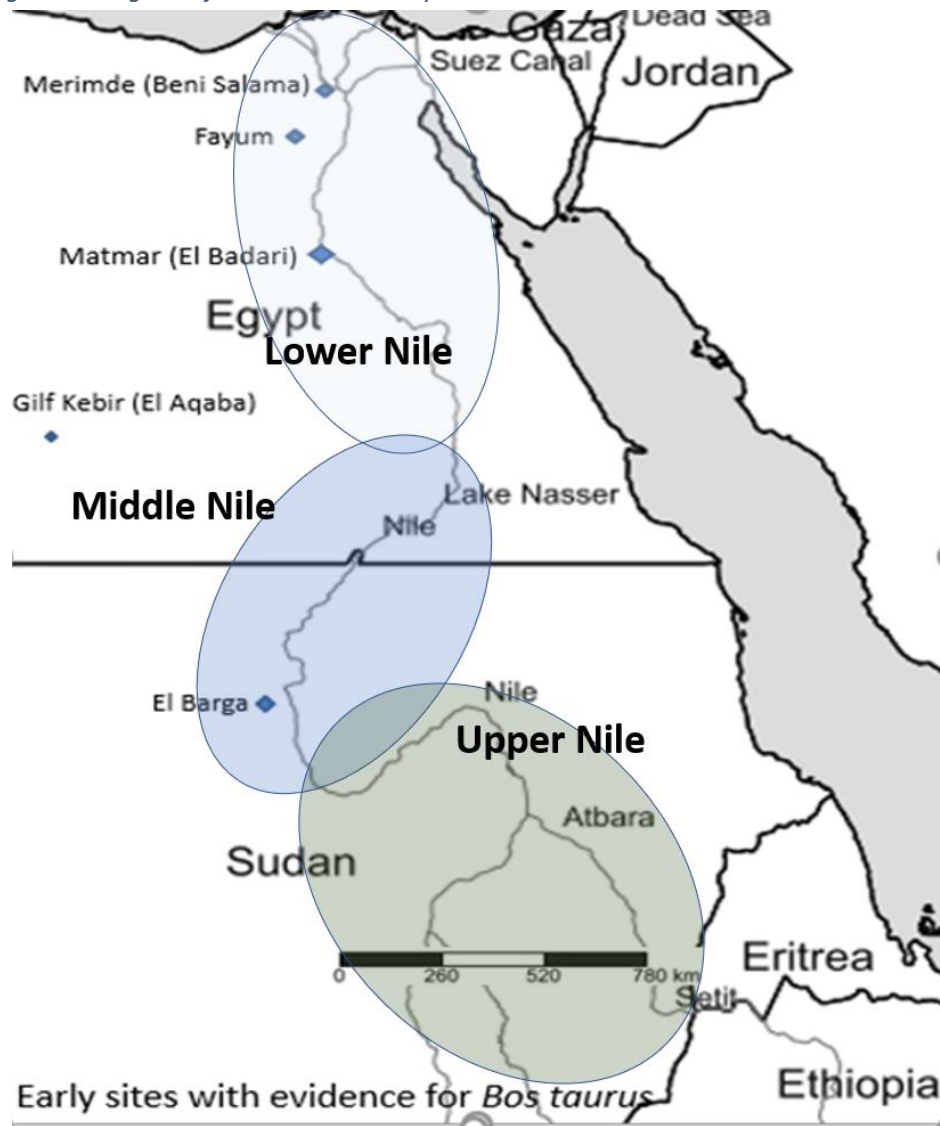 Gaza
Dead Sea
Suez Canal
Jordan
Merimde (Beni Salama)
Fayum
Matmar (El Badari)
Egypt
Lower Nile
Gilf Kebir (El Aqaba)
Middle Nile
Lake Nasser
Nile
El Barga
Nile
Upper Nile
Atbara
Sudan
0 260 520 780 km
Eritrea
Setit
Ethiopia
Early sites with evidence for Bos taurus